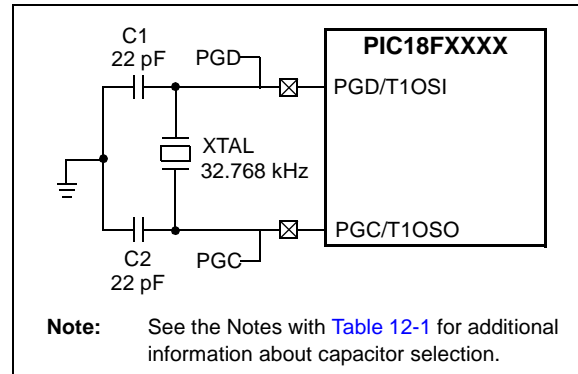 C1
22 pF
PGD
PIC18FXXXX
PGD/T1OSI
XTAL
32.768 kHz
PGC/T1OSO
C2
22 pF
PGC
Note: See the Notes with Table 12-1 for additional
information about capacitor selection.